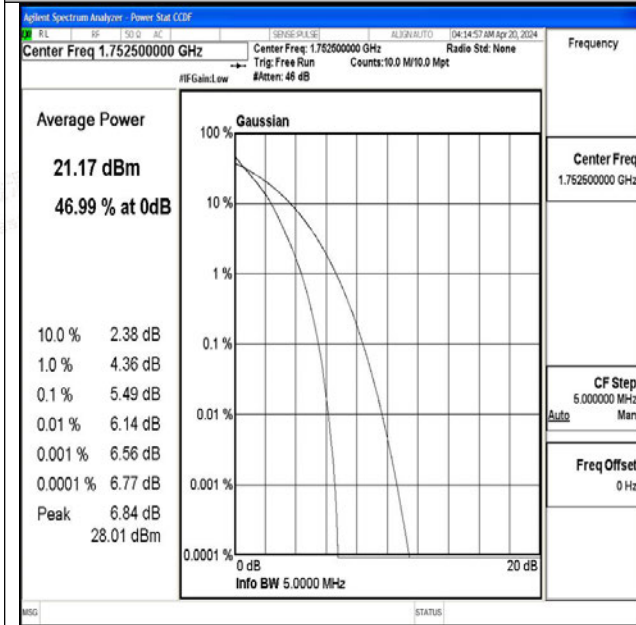 Agilent Spectrum Analyzer - Power Stat CCDF
RL RF 50 Ω AC SENSE:PULSE ALIGN AUTO 04:14:57 AM Apr 20, 2024
Center Freq 1.752500000 GHz
Center Freq: 1.752500000 GHz Radio Std: None
Trig: Free Run Counts:10.0 M/10.0 Mpt
#IFGain:Low #Atten: 46 dB
Frequency
Average Power
21.17 dBm
46.99 % at 0dB
10.0 % 2.38 dB
1.0 % 4.36 dB
0.1 % 5.49 dB
0.01 % 6.14 dB
0.001 % 6.56 dB
0.0001 % 6.77 dB
Peak 6.84 dB
28.01 dBm
Gaussian
100 %
10 %
1 %
0.1 %
0.01 %
0.001 %
0.0001 %
0 dB 20 dB
Info BW 5.0000 MHz
Center Freq
1.752500000 GHz
CF Step
5.000000 MHz
Auto Man
Freq Offset
0 Hz
MSG STATUS